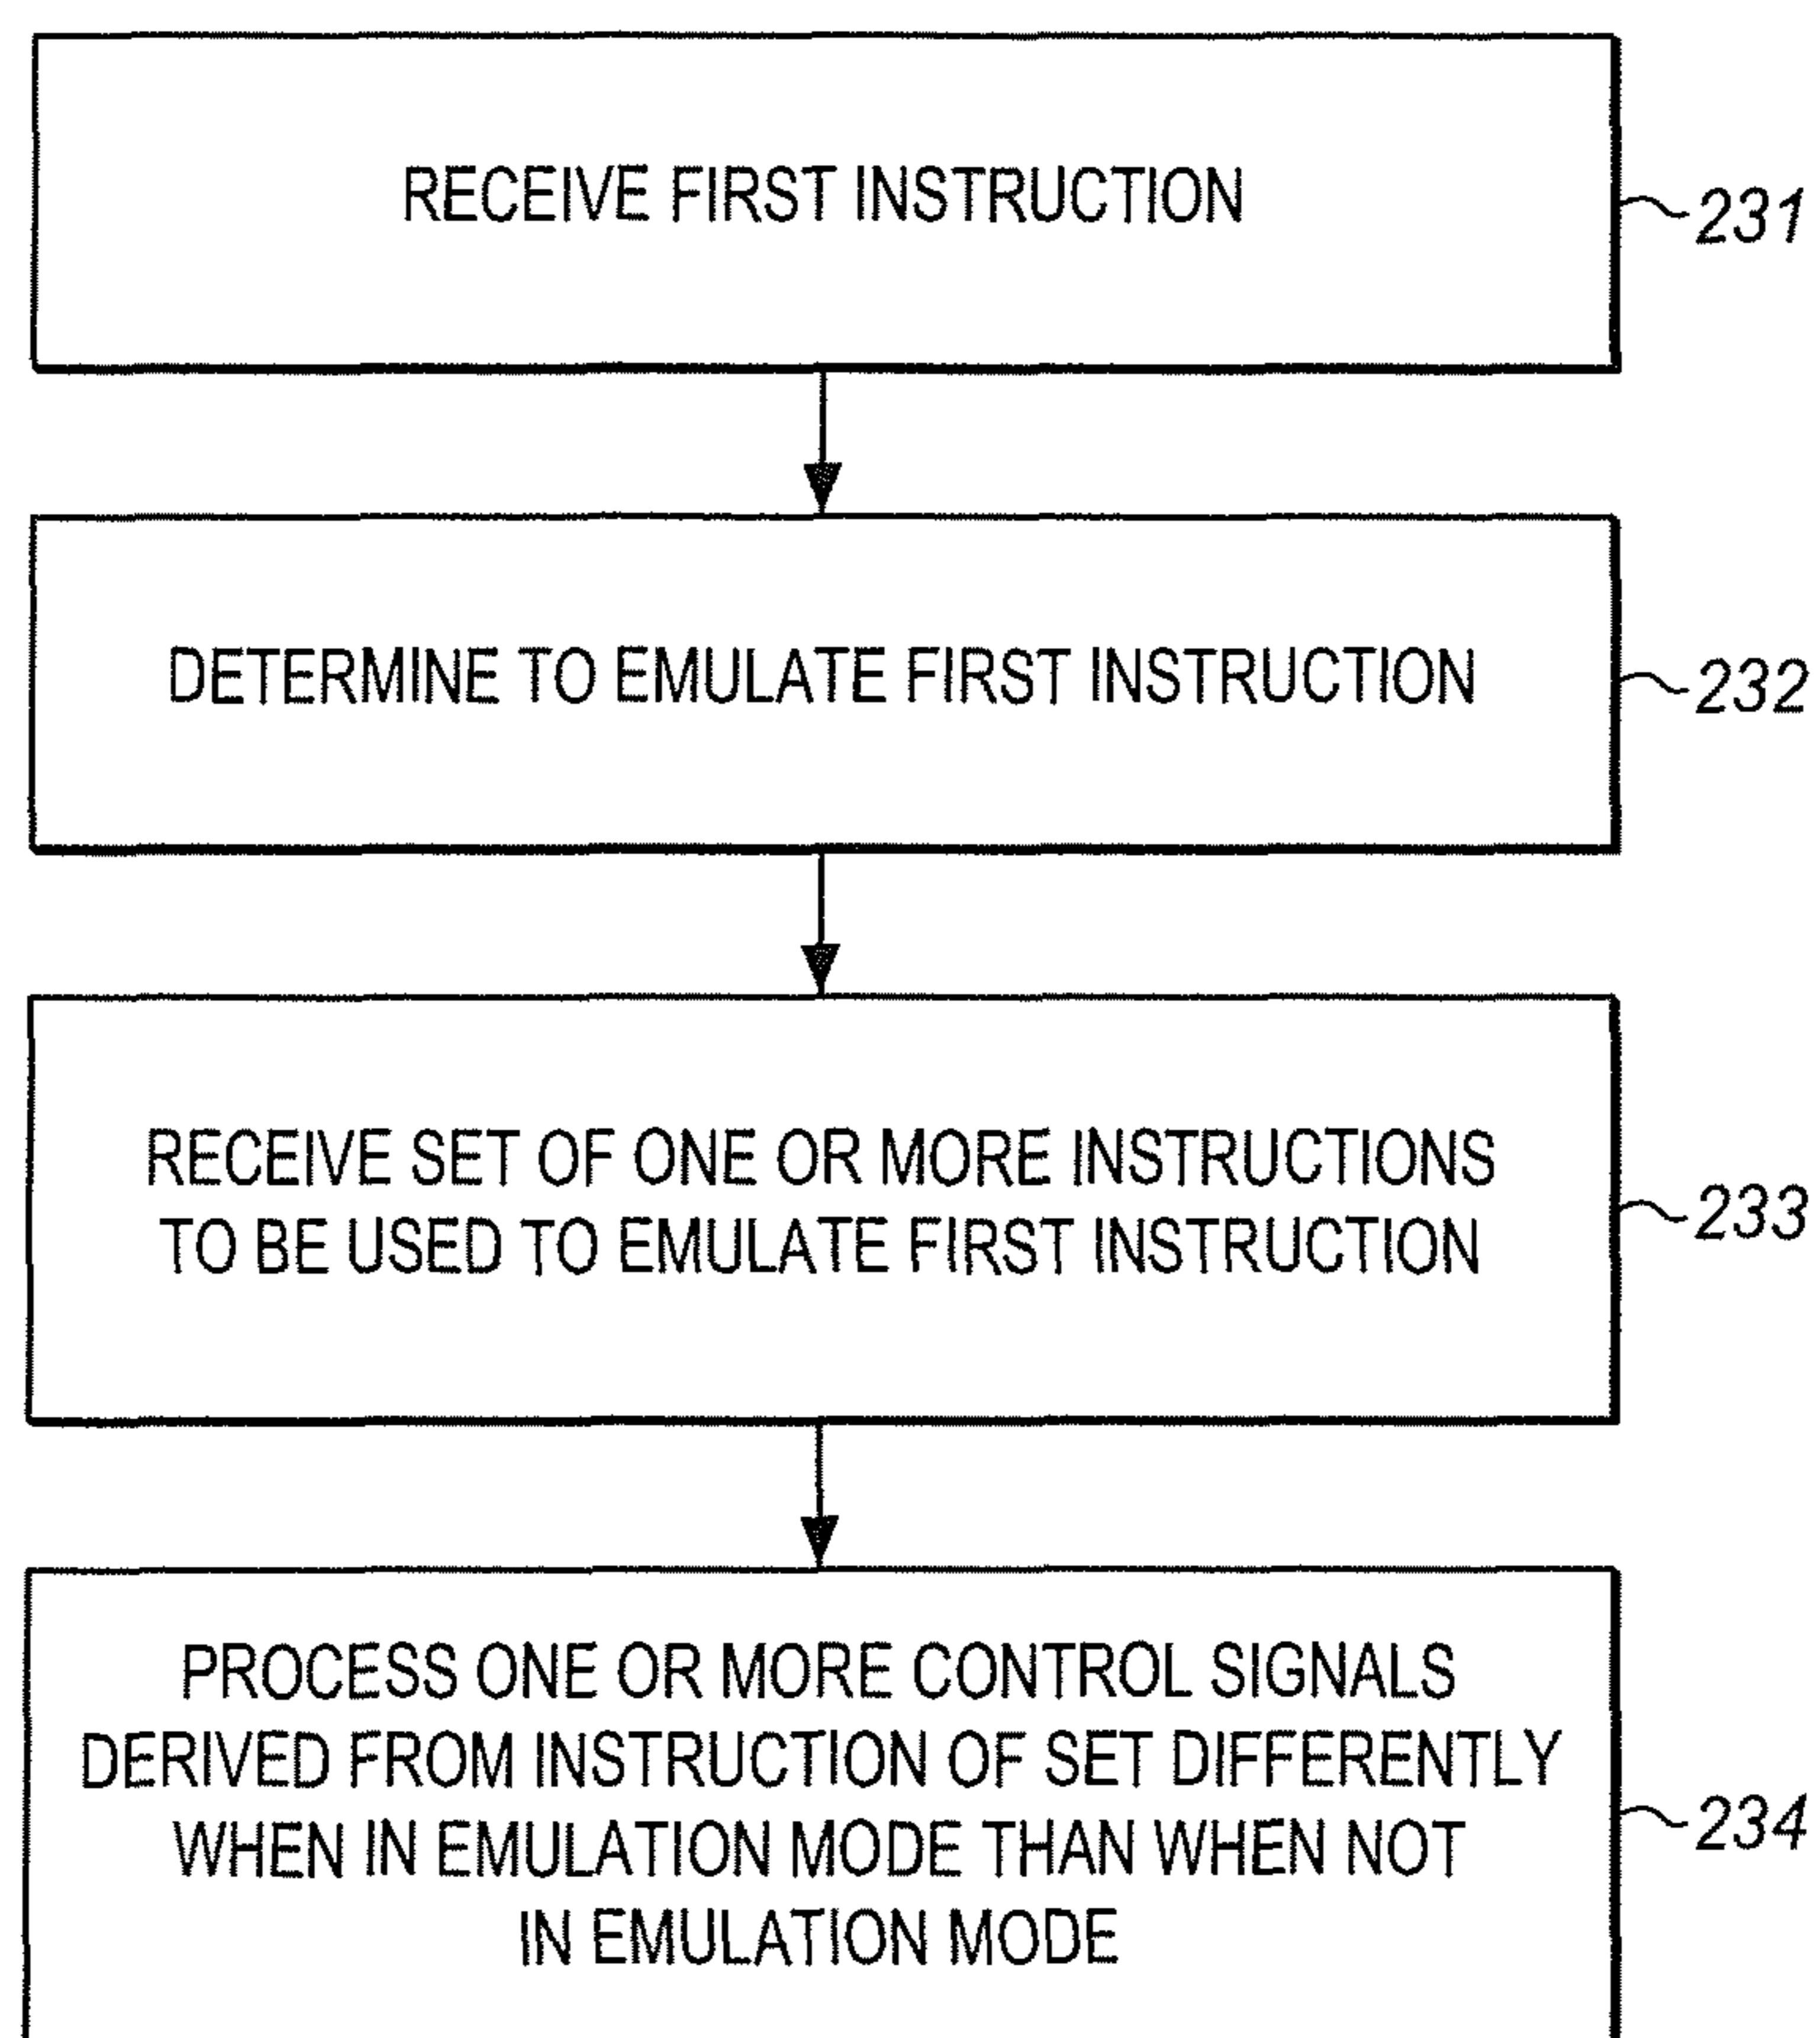 RECEIVE FIRST INSTRUCTION
231
DETERMINE TO EMULATE FIRST INSTRUCTION
232
RECEIVE SET OF ONE OR MORE INSTRUCTIONS
TO BE USED TO EMULATE FIRST INSTRUCTION
233
PROCESS ONE OR MORE CONTROL SIGNALS
DERIVED FROM INSTRUCTION OF SET DIFFERENTLY
WHEN IN EMULATION MODE THAN WHEN NOT
IN EMULATION MODE
234